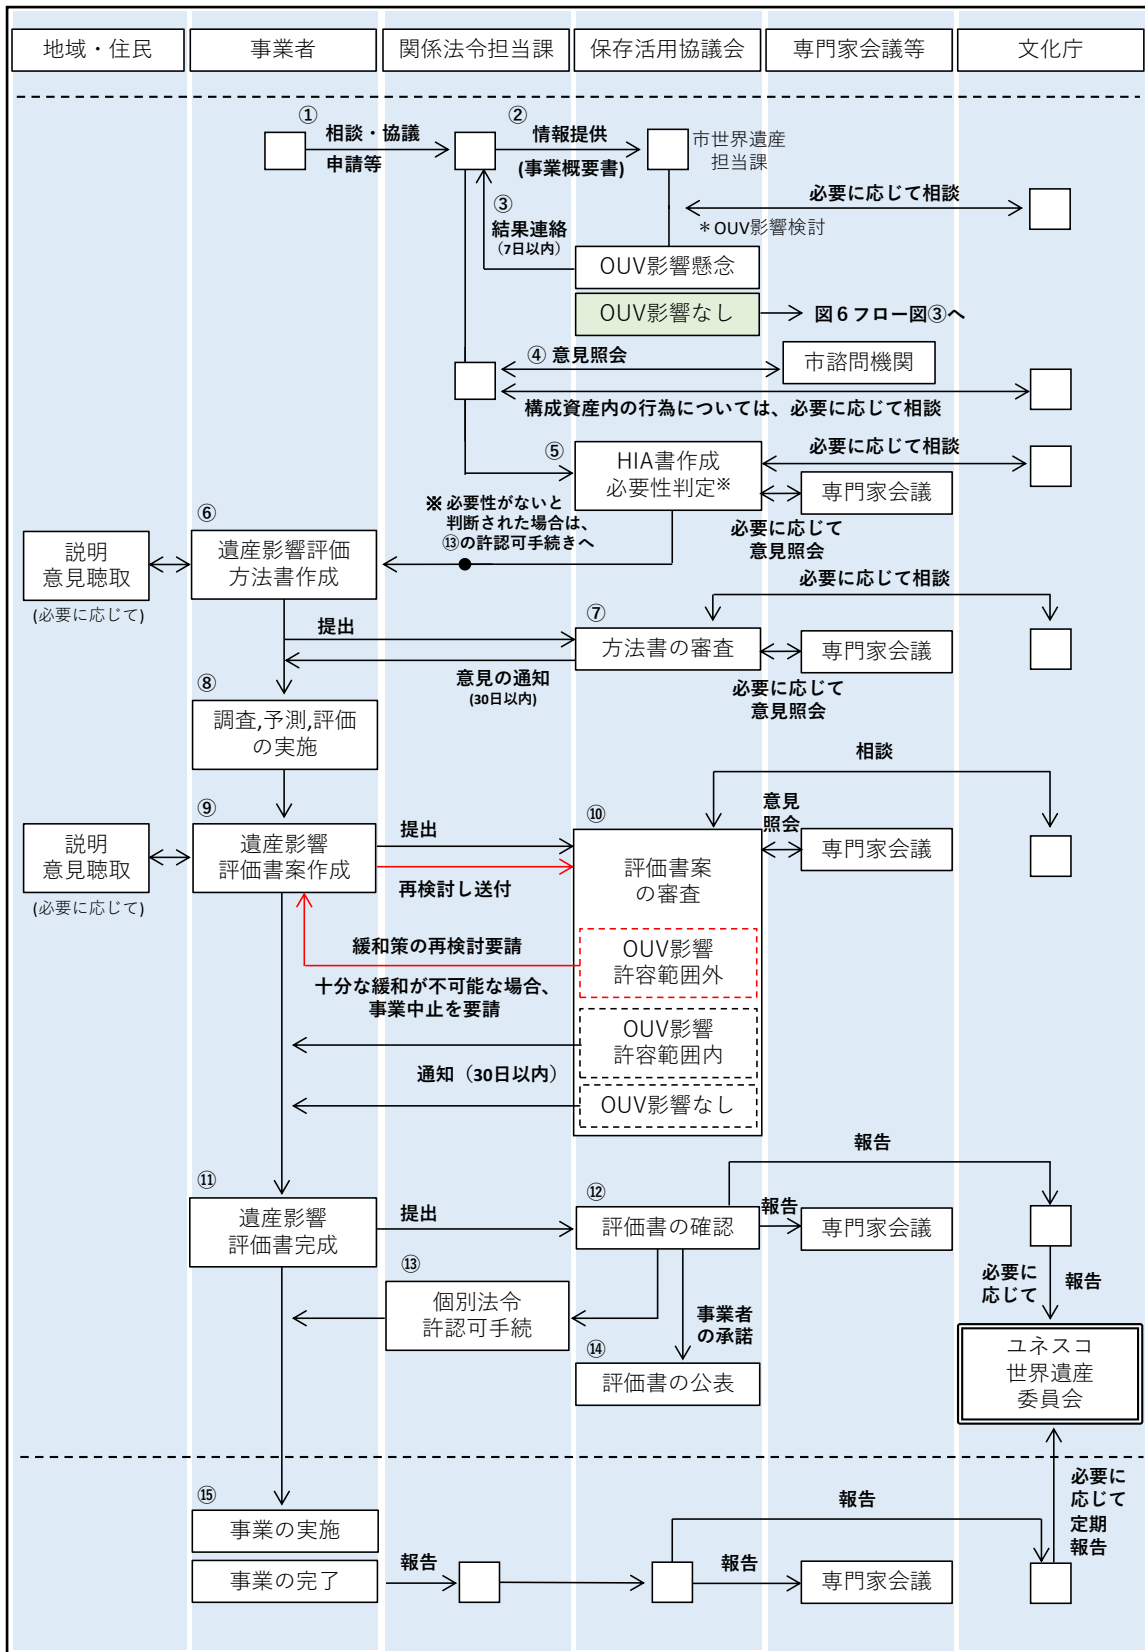 地域・住民
事業者
関係法令担当課
保存活用協議会
専門家会議等
文化庁
①
相談・協議
申請等
②
情報提供
(事業概要書)
市世界遺産
担当課
必要に応じて相談
＊OUV影響検討
③
結果連絡
（7日以内）
OUV影響懸念
OUV影響なし
図６フロー図③へ
④ 意見照会
市諮問機関
構成資産内の行為については、必要に応じて相談
⑤
HIA書作成
必要性判定※
必要に応じて相談
専門家会議
必要に応じて
意見照会
※ 必要性がないと
判断された場合は、
⑬の許認可手続きへ
⑥
遺産影響評価
方法書作成
説明
意見聴取
(必要に応じて)
必要に応じて相談
提出
⑦
方法書の審査
専門家会議
意見の通知
(30日以内)
必要に応じて
意見照会
⑧
調査,予測,評価
の実施
相談
⑨
遺産影響
評価書案作成
説明
意見聴取
(必要に応じて)
提出
再検討し送付
⑩
評価書案
の審査
意見
照会
専門家会議
緩和策の再検討要請
OUV影響
許容範囲外
十分な緩和が不可能な場合、
事業中止を要請
OUV影響
許容範囲内
通知（30日以内）
OUV影響なし
報告
⑪
遺産影響
評価書完成
提出
⑫
評価書の確認
報告
専門家会議
⑬
個別法令
許認可手続
事業者
の承諾
必要に
応じて
報告
⑭
評価書の公表
ユネスコ
世界遺産
委員会
必要に
応じて
定期
報告
⑮
事業の実施
報告
事業の完了
報告
報告
専門家会議